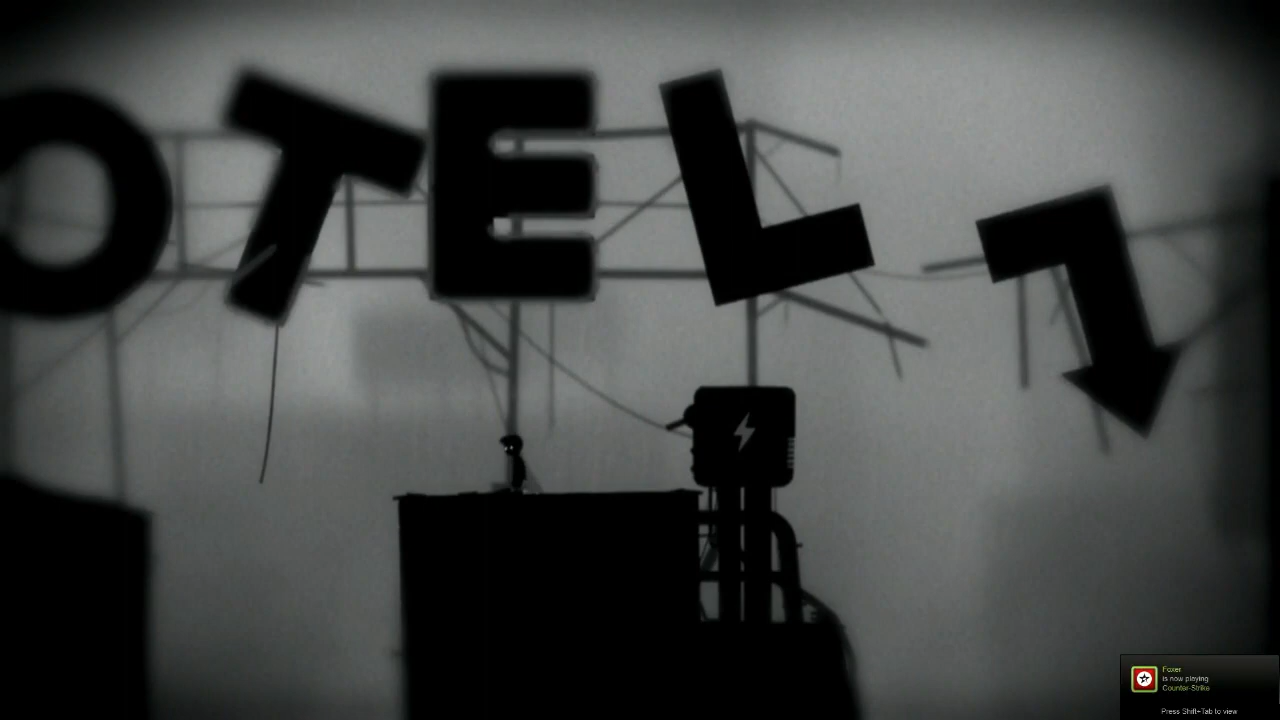 OTEL
Foxer
is now playing
Counter-Strike
Press Shift+Tab to view